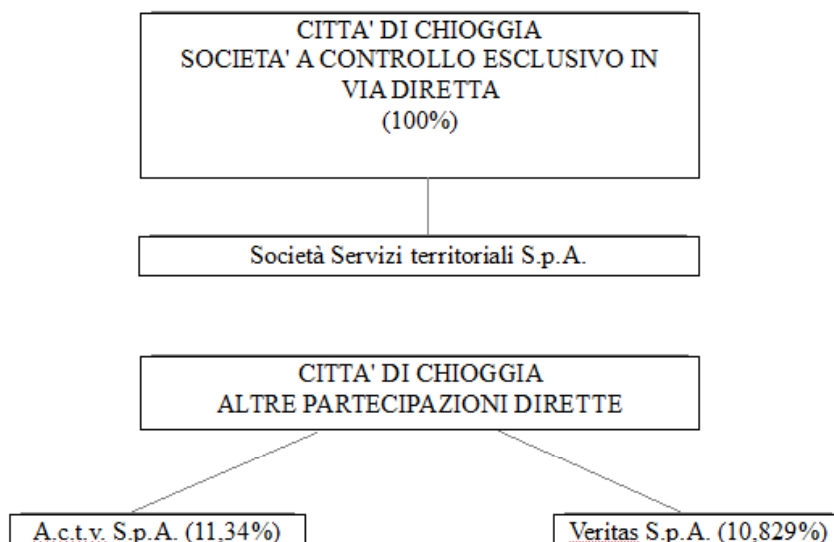 CITTA' DI CHIOGGIA
SOCIETA' A CONTROLLO ESCLUSIVO IN
VIA DIRETTA
(100%)
Società Servizi territoriali S.p.A.
CITTA' DI CHIOGGIA
ALTRE PARTECIPAZIONI DIRETTE
A.c.t.v. S.p.A. (11,34%)
Veritas S.p.A. (10,829%)